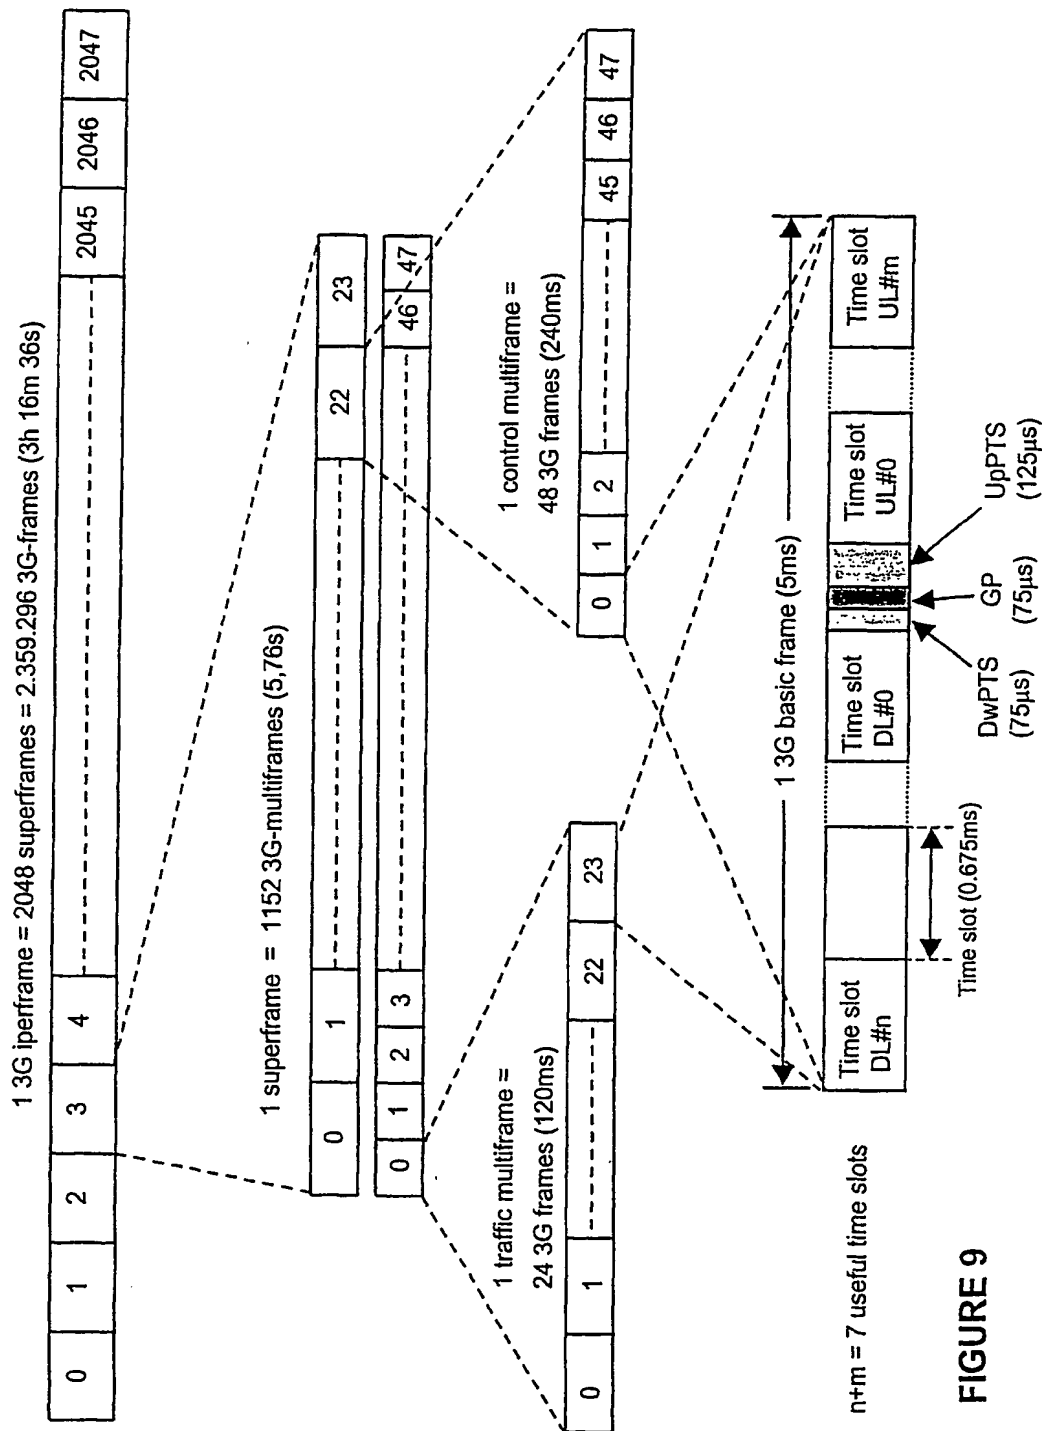 1 3G iperframe = 2048 superframes = 2.359.296 3G-frames (3h 16m 36s)
0 1 2 3 4 2045 2046 2047
1 superframe = 1152 3G-multiframes (5,76s)
0 1 22 23
0 1 2 3 46 47
1 traffic multiframe =
24 3G frames (120ms)
0 1 22 23
1 control multiframe =
48 3G frames (240ms)
0 1 2 45 46 47
1 3G basic frame (5ms)
Time slot
DL#n
Time slot
DL#0
Time slot
UL#0
Time slot
UL#m
Time slot (0.675ms)
DwPTS
(75µs)
GP
(75µs)
UpPTS
(125µs)
n+m = 7 useful time slots
FIGURE 9